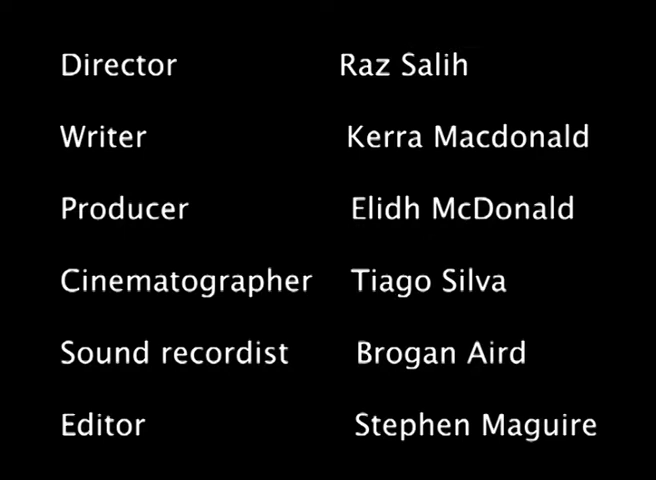 Director Raz Salih
Writer Kerra Macdonald
Producer Elidh McDonald
Cinematographer Tiago Silva
Sound recordist Brogan Aird
Editor Stephen Maguire